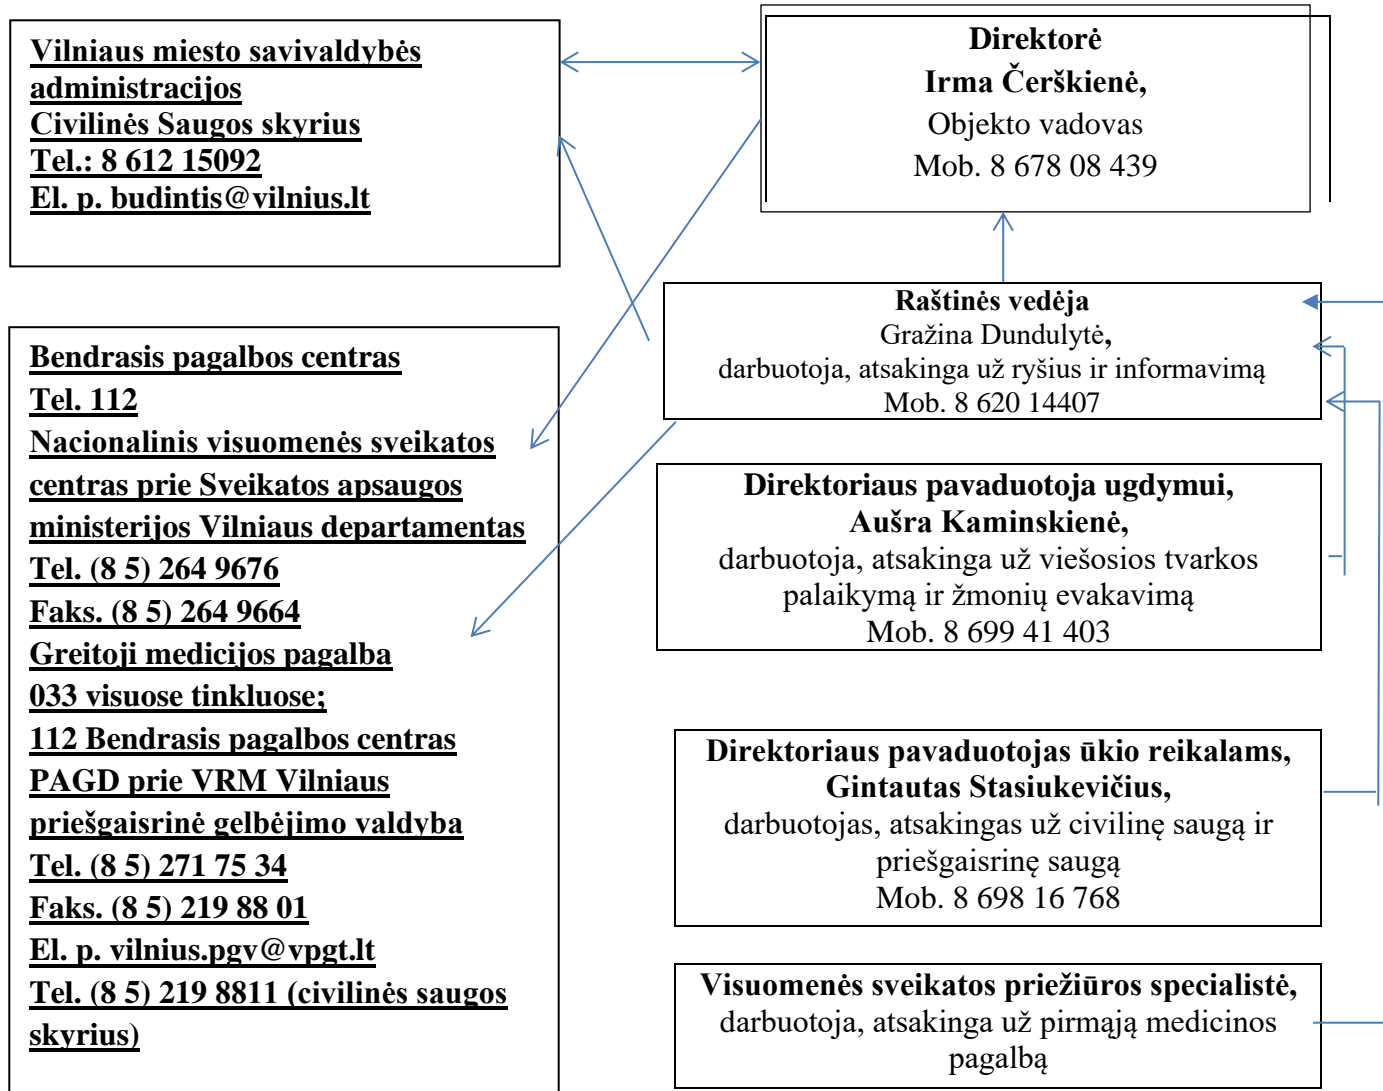 Vilniaus miesto savivaldybės
administracijos
Civilinės Saugos skyrius
Tel.: 8 612 15092
El. p. budintis@vilnius.lt
Direktorė
Irma Čerškienė,
Objekto vadovas
Mob. 8 678 08 439
Raštinės vedėja
Gražina Dundulytė,
darbuotoja, atsakinga už ryšius ir informavimą
Mob. 8 620 14407
Bendrasis pagalbos centras
Tel. 112
Nacionalinis visuomenės sveikatos
centras prie Sveikatos apsaugos
ministerijos Vilniaus departamentas
Tel. (8 5) 264 9676
Faks. (8 5) 264 9664
Greitoji medicijos pagalba
033 visuose tinkluose;
112 Bendrasis pagalbos centras
PAGD prie VRM Vilniaus
priešgaisrinė gelbėjimo valdyba
Tel. (8 5) 271 75 34
Faks. (8 5) 219 88 01
El. p. vilnius.pgv@vpgt.lt
Tel. (8 5) 219 8811 (civilinės saugos
skyrius)
Direktoriaus pavaduotoja ugdymui,
Aušra Kaminskienė,
darbuotoja, atsakinga už viešosios tvarkos
palaikymą ir žmonių evakavimą
Mob. 8 699 41 403
Direktoriaus pavaduotojas ūkio reikalams,
Gintautas Stasiukevičius,
darbuotojas, atsakingas už civilinę saugą ir
priešgaisrinę saugą
Mob. 8 698 16 768
Visuomenės sveikatos priežiūros specialistė,
darbuotoja, atsakinga už pirmąją medicinos
pagalbą